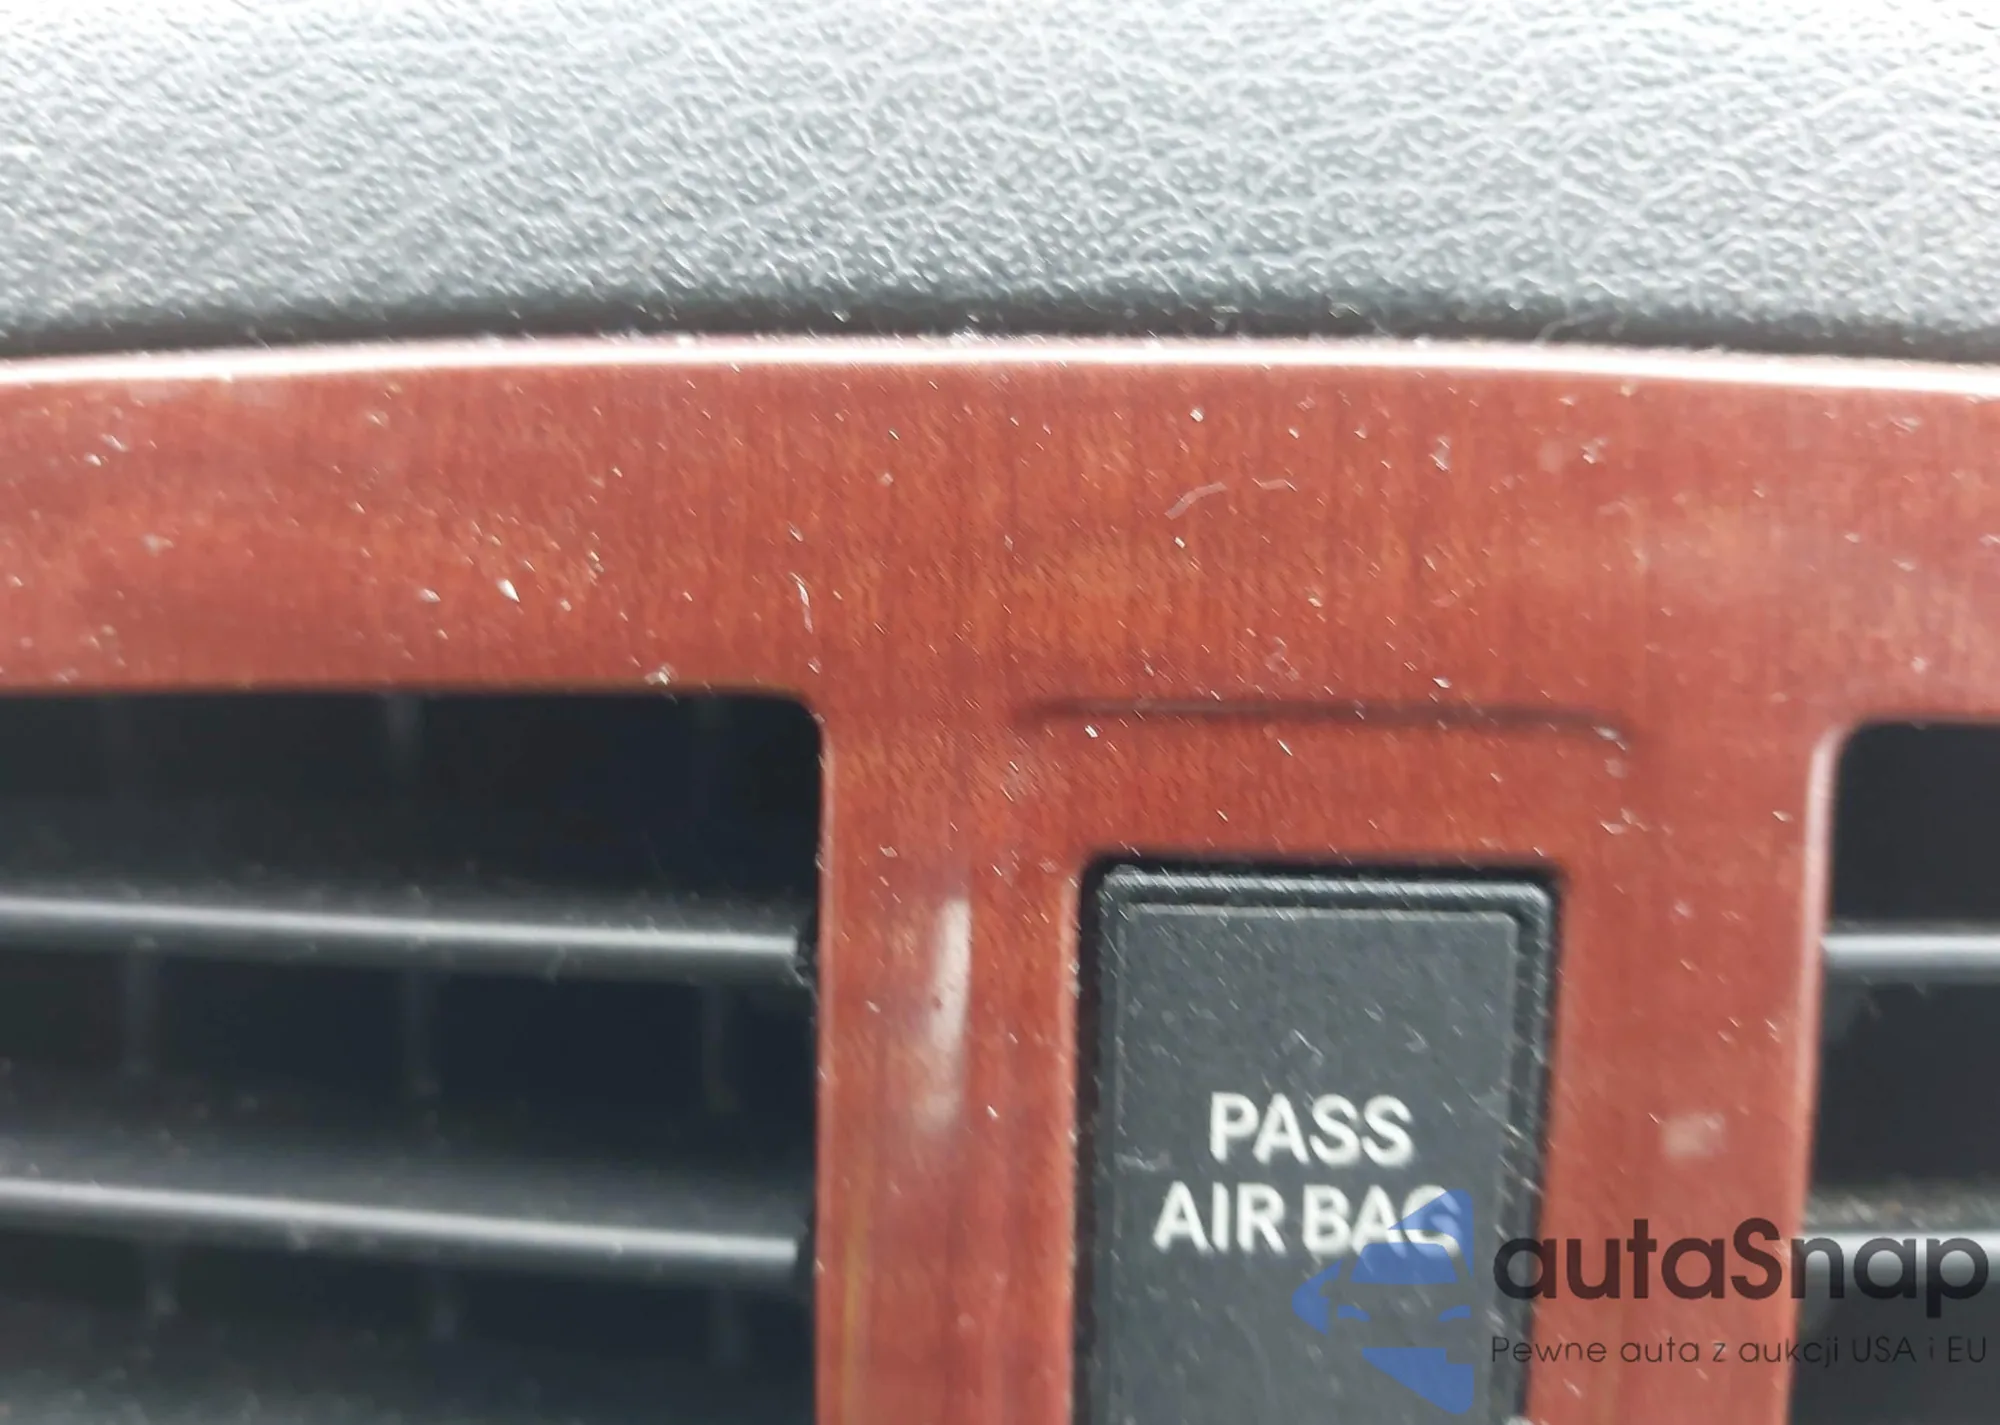 PASS
AIR BAG
autaSnap
Pewne auta z aukcji USA i EU